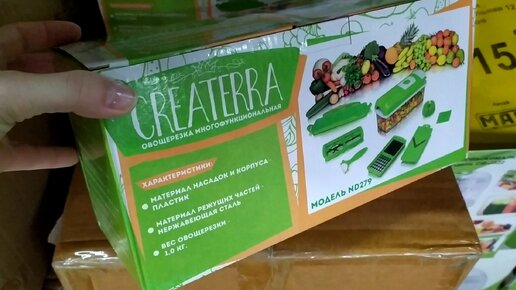 CREATERRA
ОВОЩЕРЕЗКА МНОГОФУНКЦИОНАЛЬНАЯ
ХАРАКТЕРИСТИКИ:
• МАТЕРИАЛ НАСАДОК И КОРПУСА -
ПЛАСТИК
• МАТЕРИАЛ РЕЖУЩИХ ЧАСТЕЙ -
НЕРЖАВЕЮЩАЯ СТАЛЬ
• ВЕС ОВОЩЕРЕЗКИ -
1,0 КГ.
МОДЕЛЬ ND279
15